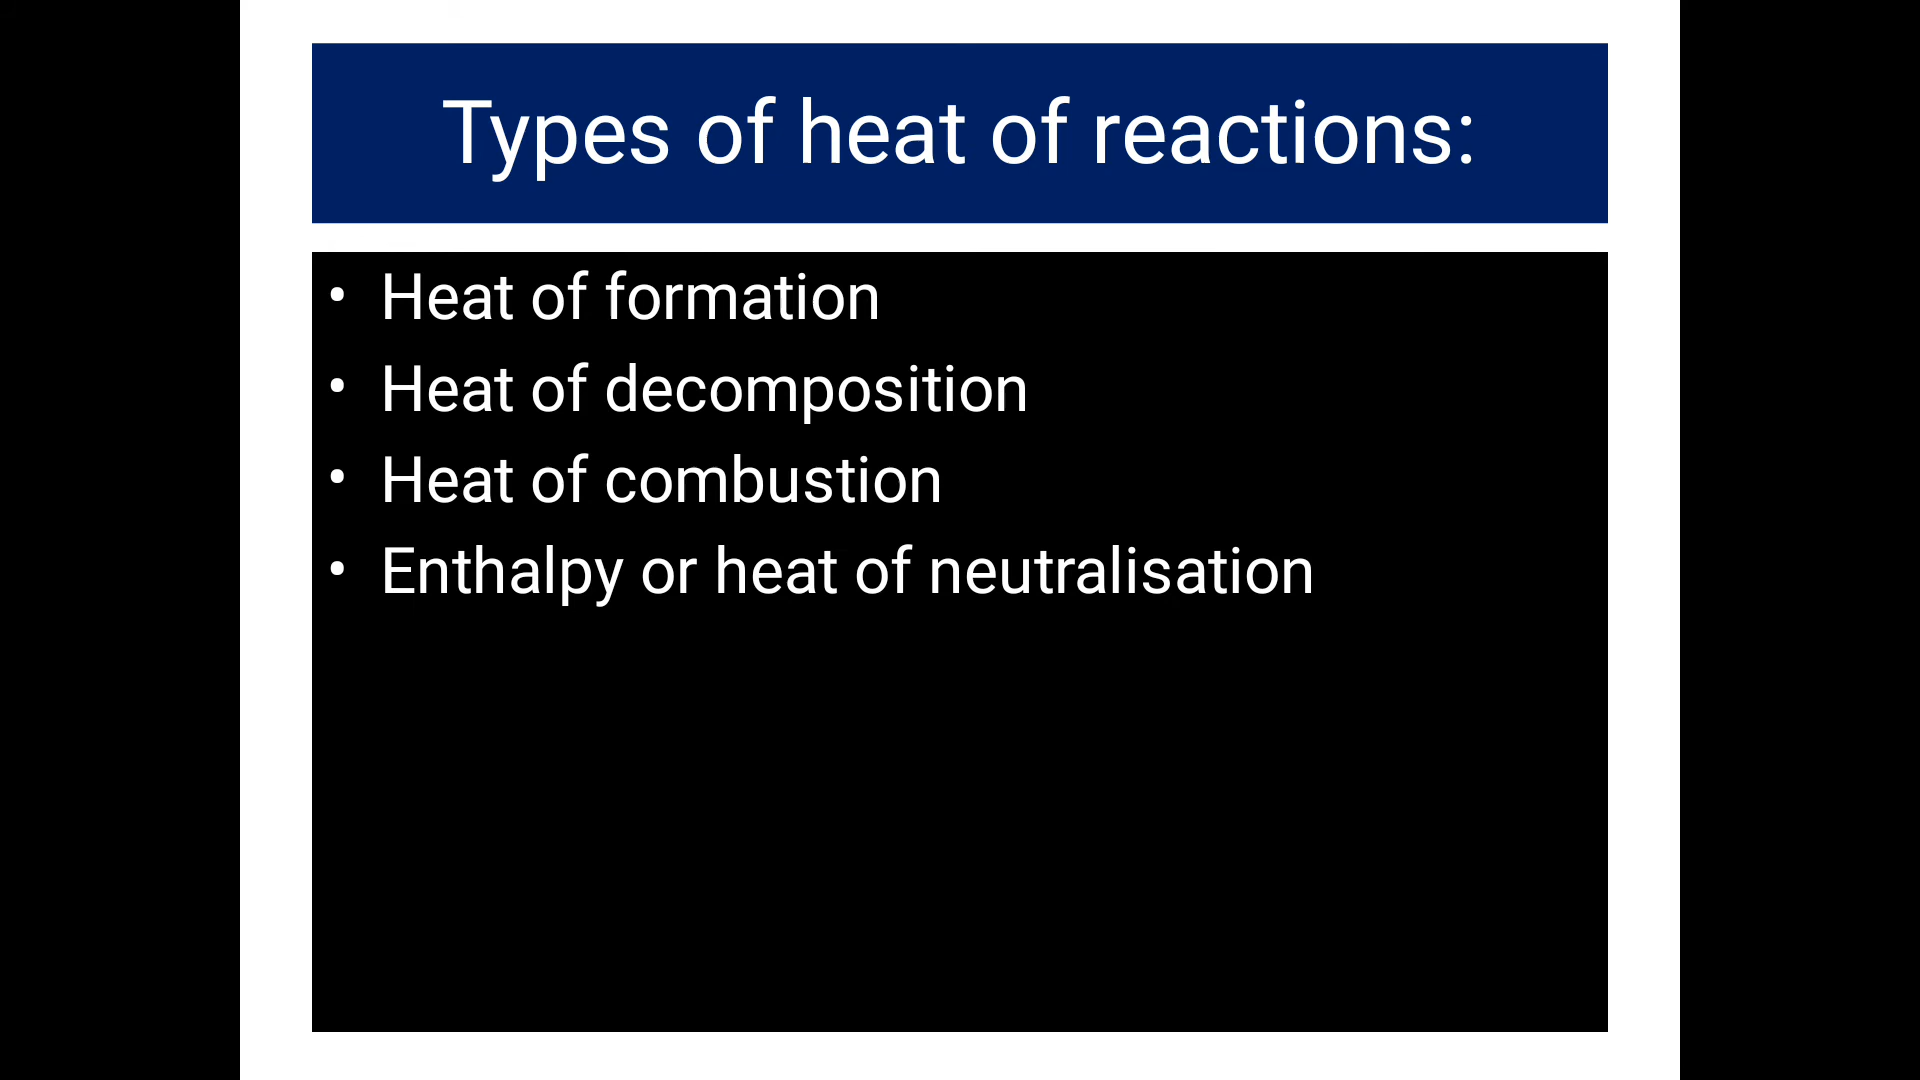 Types of heat of reactions:
• Heat of formation
• Heat of decomposition
• Heat of combustion
• Enthalpy or heat of neutralisation